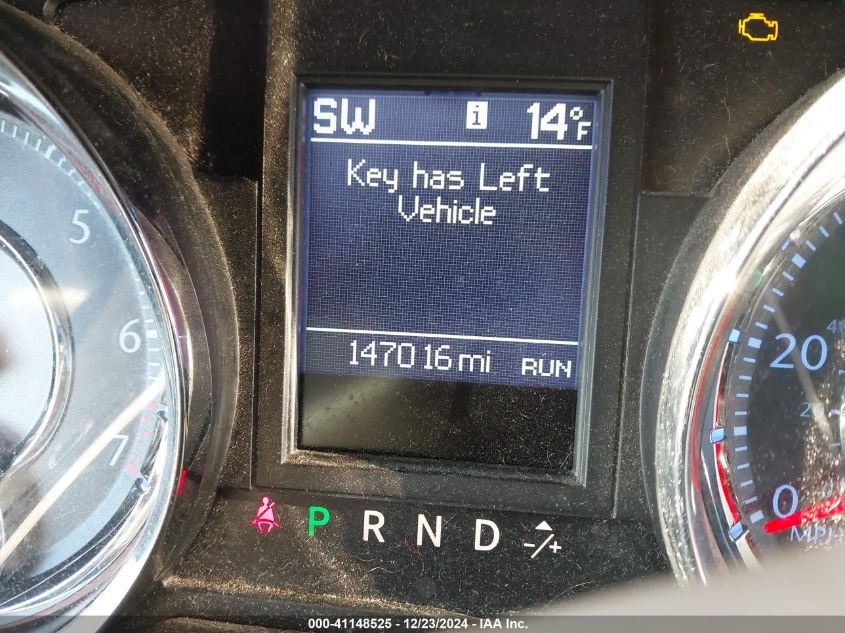 SW i 14°F
Key has Left
Vehicle
147016 mi RUN
5
6
7
20
0
MPH
P R N D -/+
000-41148525 - 12/23/2024 - IAA Inc.